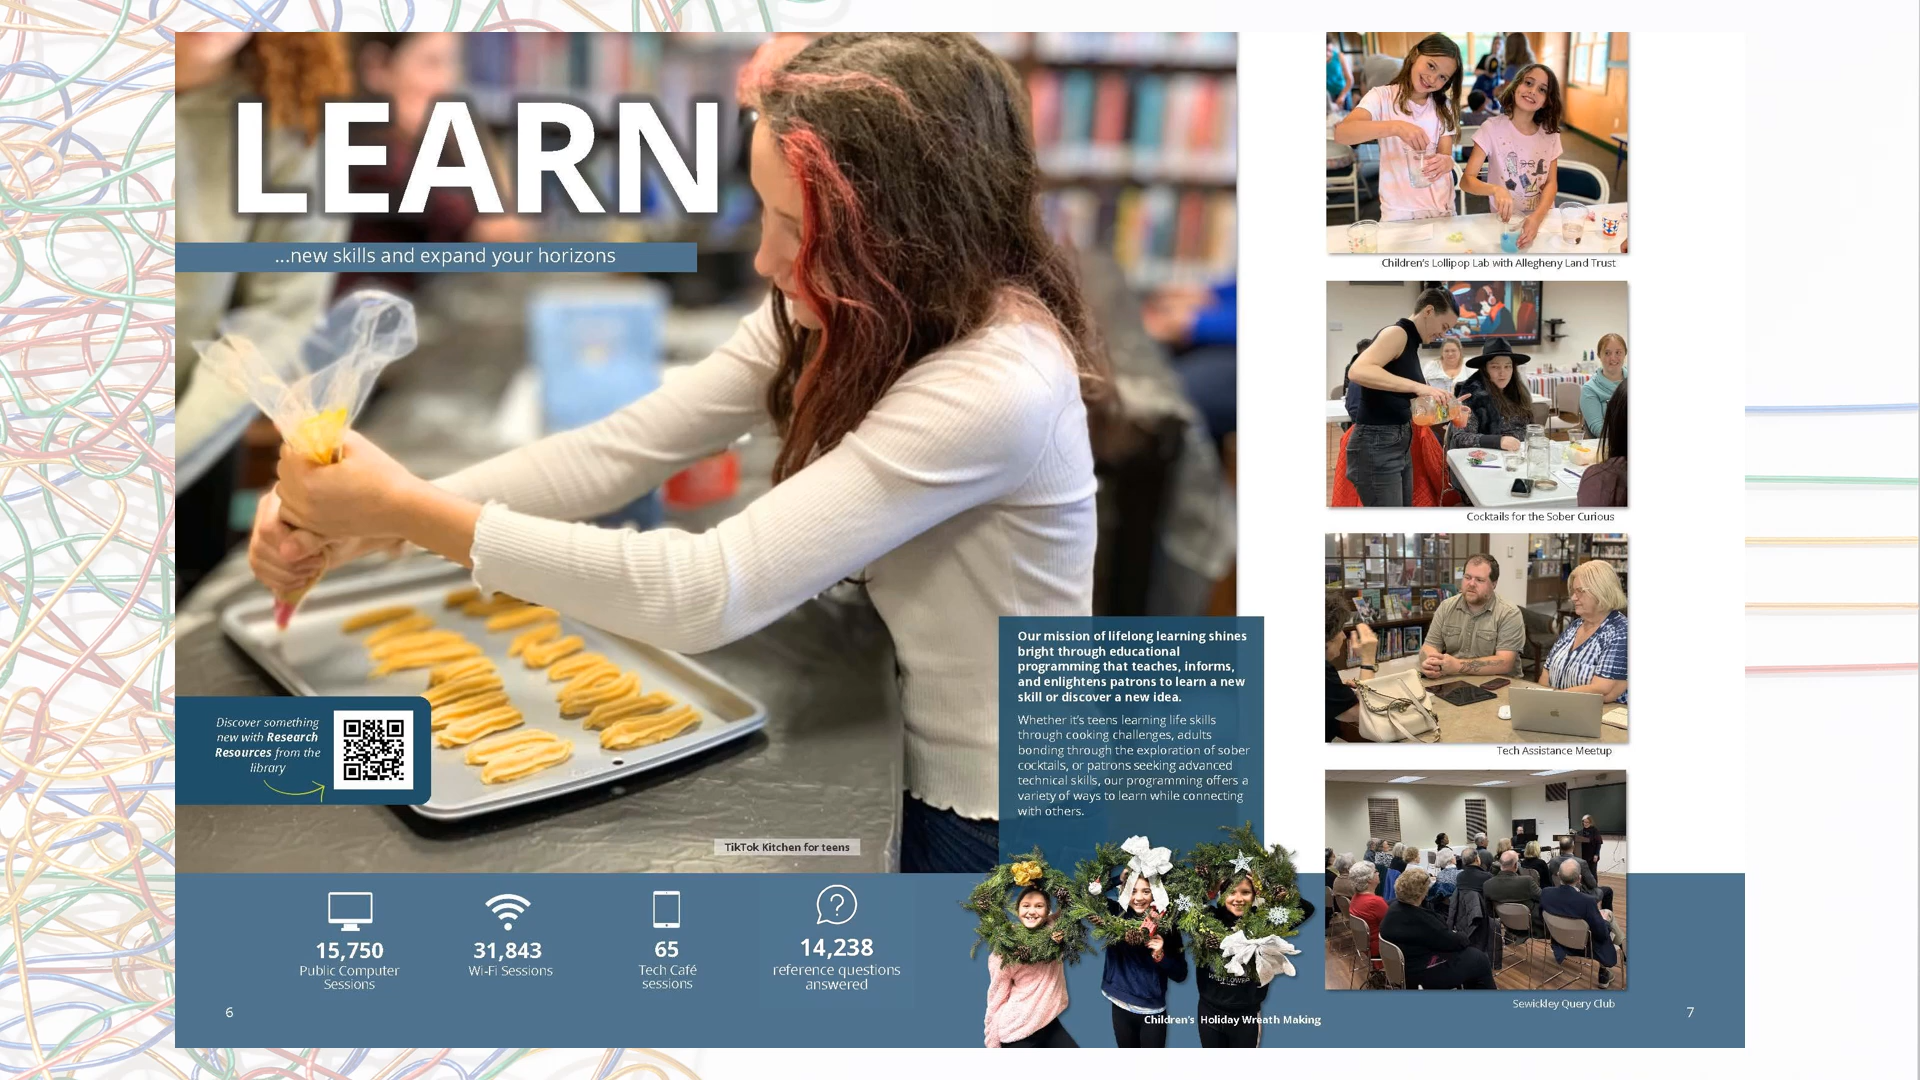 LEARN
...new skills and expand your horizons
Discover something
new with Research
Resources from the
library
TikTok Kitchen for teens
Our mission of lifelong learning shines
bright through educational
programming that teaches, informs,
and enlightens patrons to learn a new
skill or discover a new idea.
Whether it's teens learning life skills
through cooking challenges, adults
bonding through the exploration of sober
cocktails, or patrons seeking advanced
technical skills, our programming offers a
variety of ways to learn while connecting
with others.
15,750
Public Computer
Sessions
31,843
Wi-Fi Sessions
65
Tech Café
sessions
14,238
reference questions
answered
6
Children's Holiday Wreath Making
Children's Lollipop Lab with Allegheny Land Trust
Cocktails for the Sober Curious
Tech Assistance Meetup
Sewickley Query Club
7